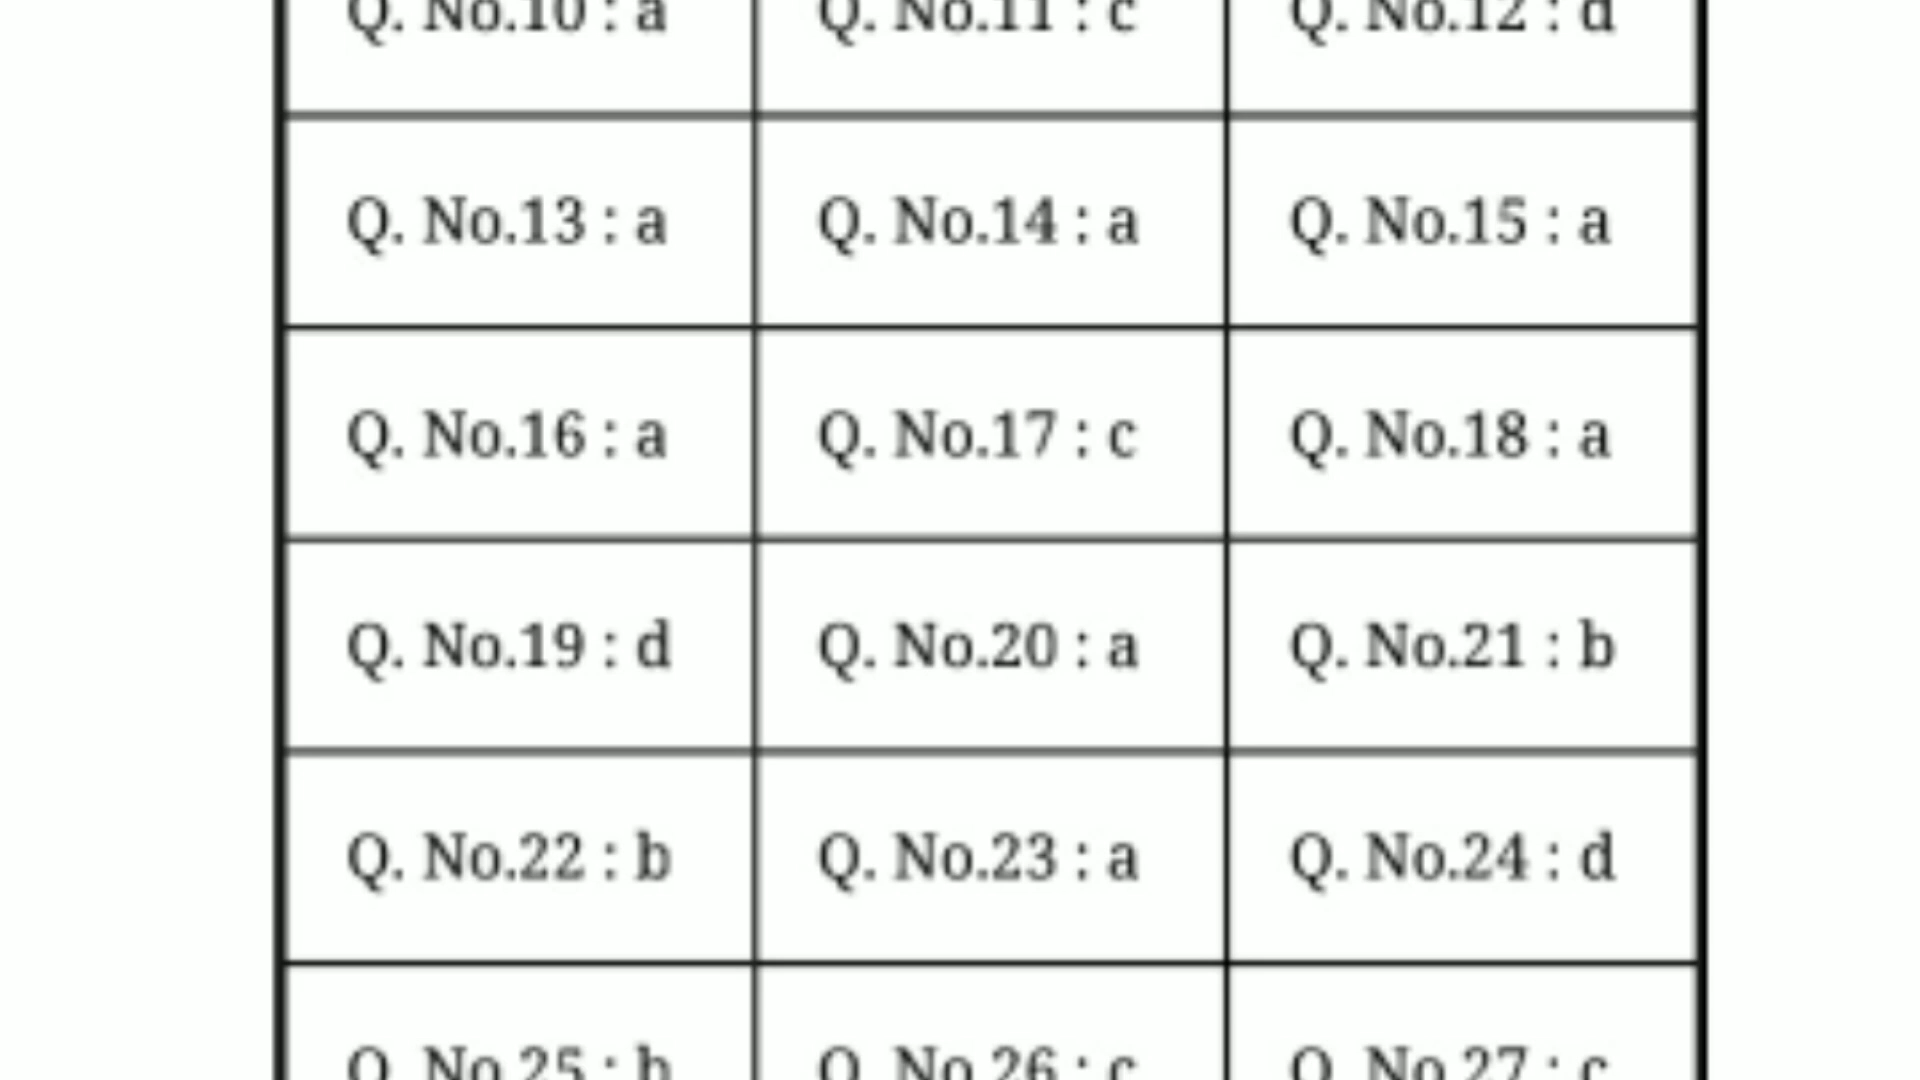 Q. No.10 : a Q. No.11 : c Q. No.12 : d
Q. No.13 : a Q. No.14 : a Q. No.15 : a
Q. No.16 : a Q. No.17 : c Q. No.18 : a
Q. No.19 : d Q. No.20 : a Q. No.21 : b
Q. No.22 : b Q. No.23 : a Q. No.24 : d
Q. No.25 : b Q. No.26 : c Q. No.27 : c